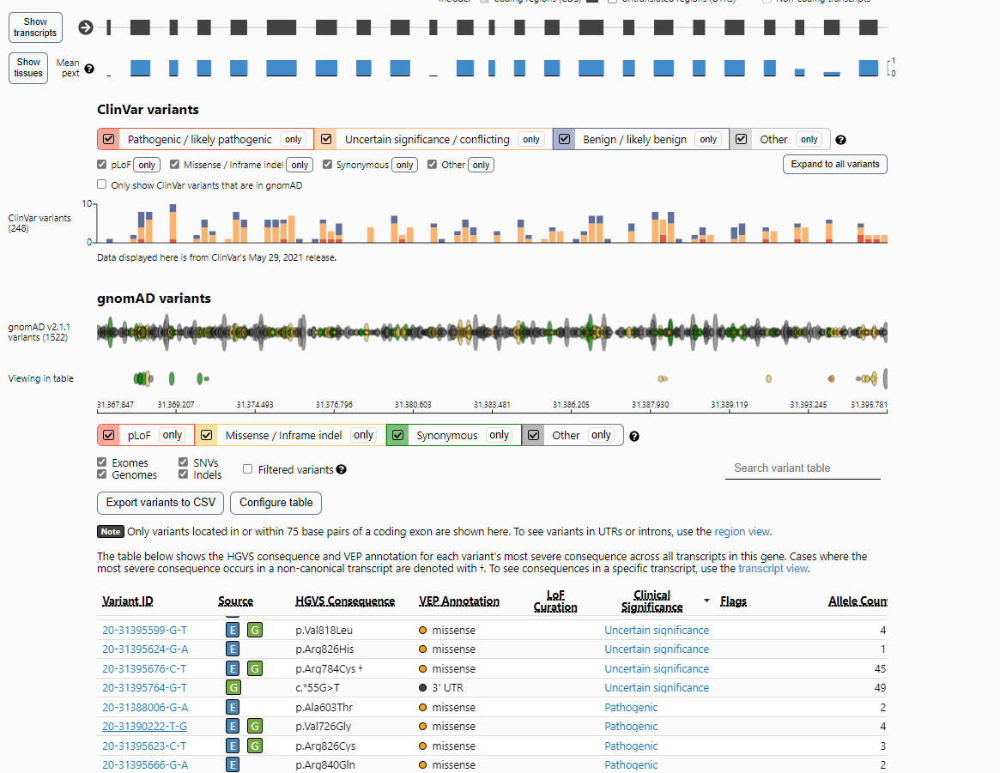 Include: Coding regions (CDS) Untranslated regions (UTRs) Non-coding transcripts
Show transcripts
Show tissues
Mean pext
1
0
ClinVar variants
Pathogenic / likely pathogenic only Uncertain significance / conflicting only Benign / likely benign only Other only
pLoF only Missense / Inframe indel only Synonymous only Other only
Expand to all variants
Only show ClinVar variants that are in gnomAD
ClinVar variants (248)
10
0
Data displayed here is from ClinVar's May 29, 2021 release.
gnomAD variants
gnomAD v2.1.1 variants (1522)
Viewing in table
31,367,847 31,369,207 31,374,493 31,376,796 31,380,603 31,383,481 31,386,205 31,387,930 31,389,119 31,393,245 31,395,781
pLoF only Missense / Inframe indel only Synonymous only Other only
Exomes SNVs
Genomes Indels
Filtered variants
Search variant table
Export variants to CSV Configure table
Note Only variants located in or within 75 base pairs of a coding exon are shown here. To see variants in UTRs or introns, use the region view.
The table below shows the HGVS consequence and VEP annotation for each variant's most severe consequence across all transcripts in this gene. Cases where the
most severe consequence occurs in a non-canonical transcript are denoted with †. To see consequences in a specific transcript, use the transcript view.
Variant ID Source HGVS Consequence VEP Annotation LoF Curation Clinical Significance Flags Allele Coun
20-31395599-G-T E G p.Val818Leu missense Uncertain significance 4
20-31395624-G-A E p.Arg826His missense Uncertain significance 1
20-31395676-C-T E G p.Arg784Cys † missense Uncertain significance 45
20-31395764-G-T G c.*55G>T 3' UTR Uncertain significance 49
20-31388006-G-A E p.Ala603Thr missense Pathogenic 2
20-31390222-T-G E G p.Val726Gly missense Pathogenic 4
20-31395623-C-T E G p.Arg826Cys missense Pathogenic 3
20-31395666-G-A E p.Arg840Gln missense Pathogenic 2